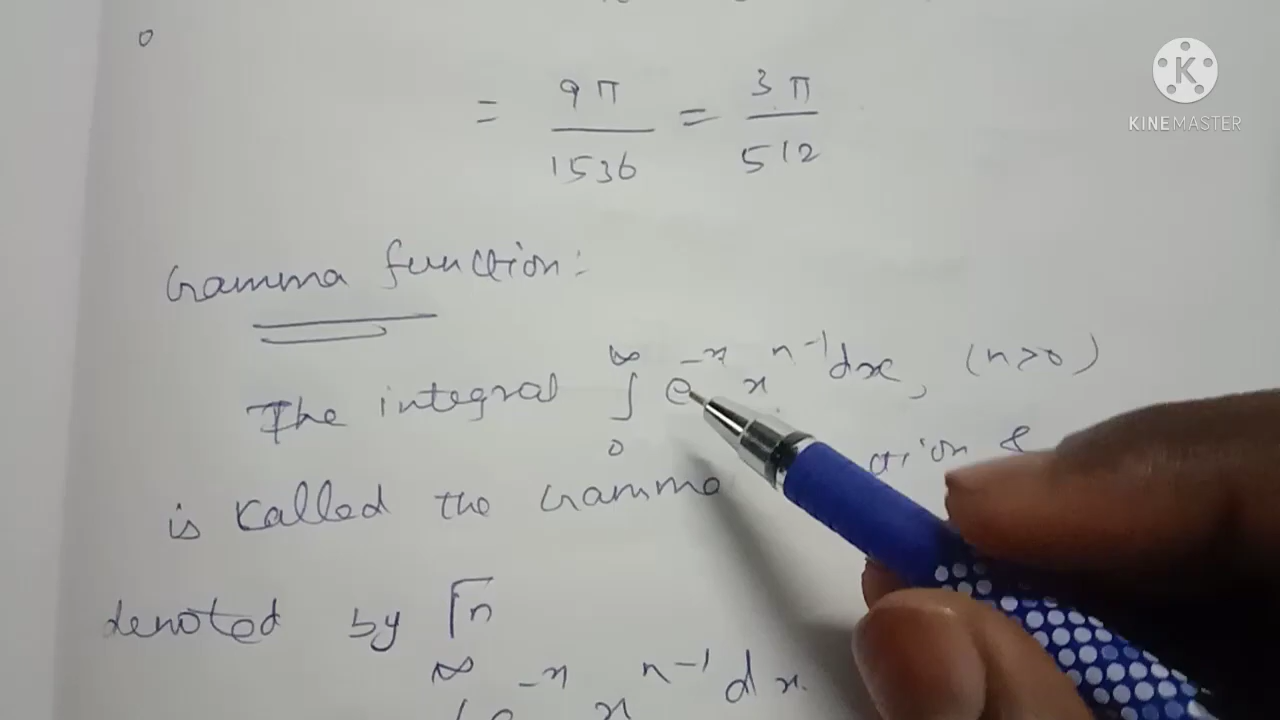 0
= 9π/1536 = 3π/512
K
KINEMASTER
Gamma function:
The integral ∫₀^∞ e^{-x} x^{n-1} dx, (n>0)
is called the Gamma &
denoted by Γn
∞ e^{-x} x^{n-1} dx.